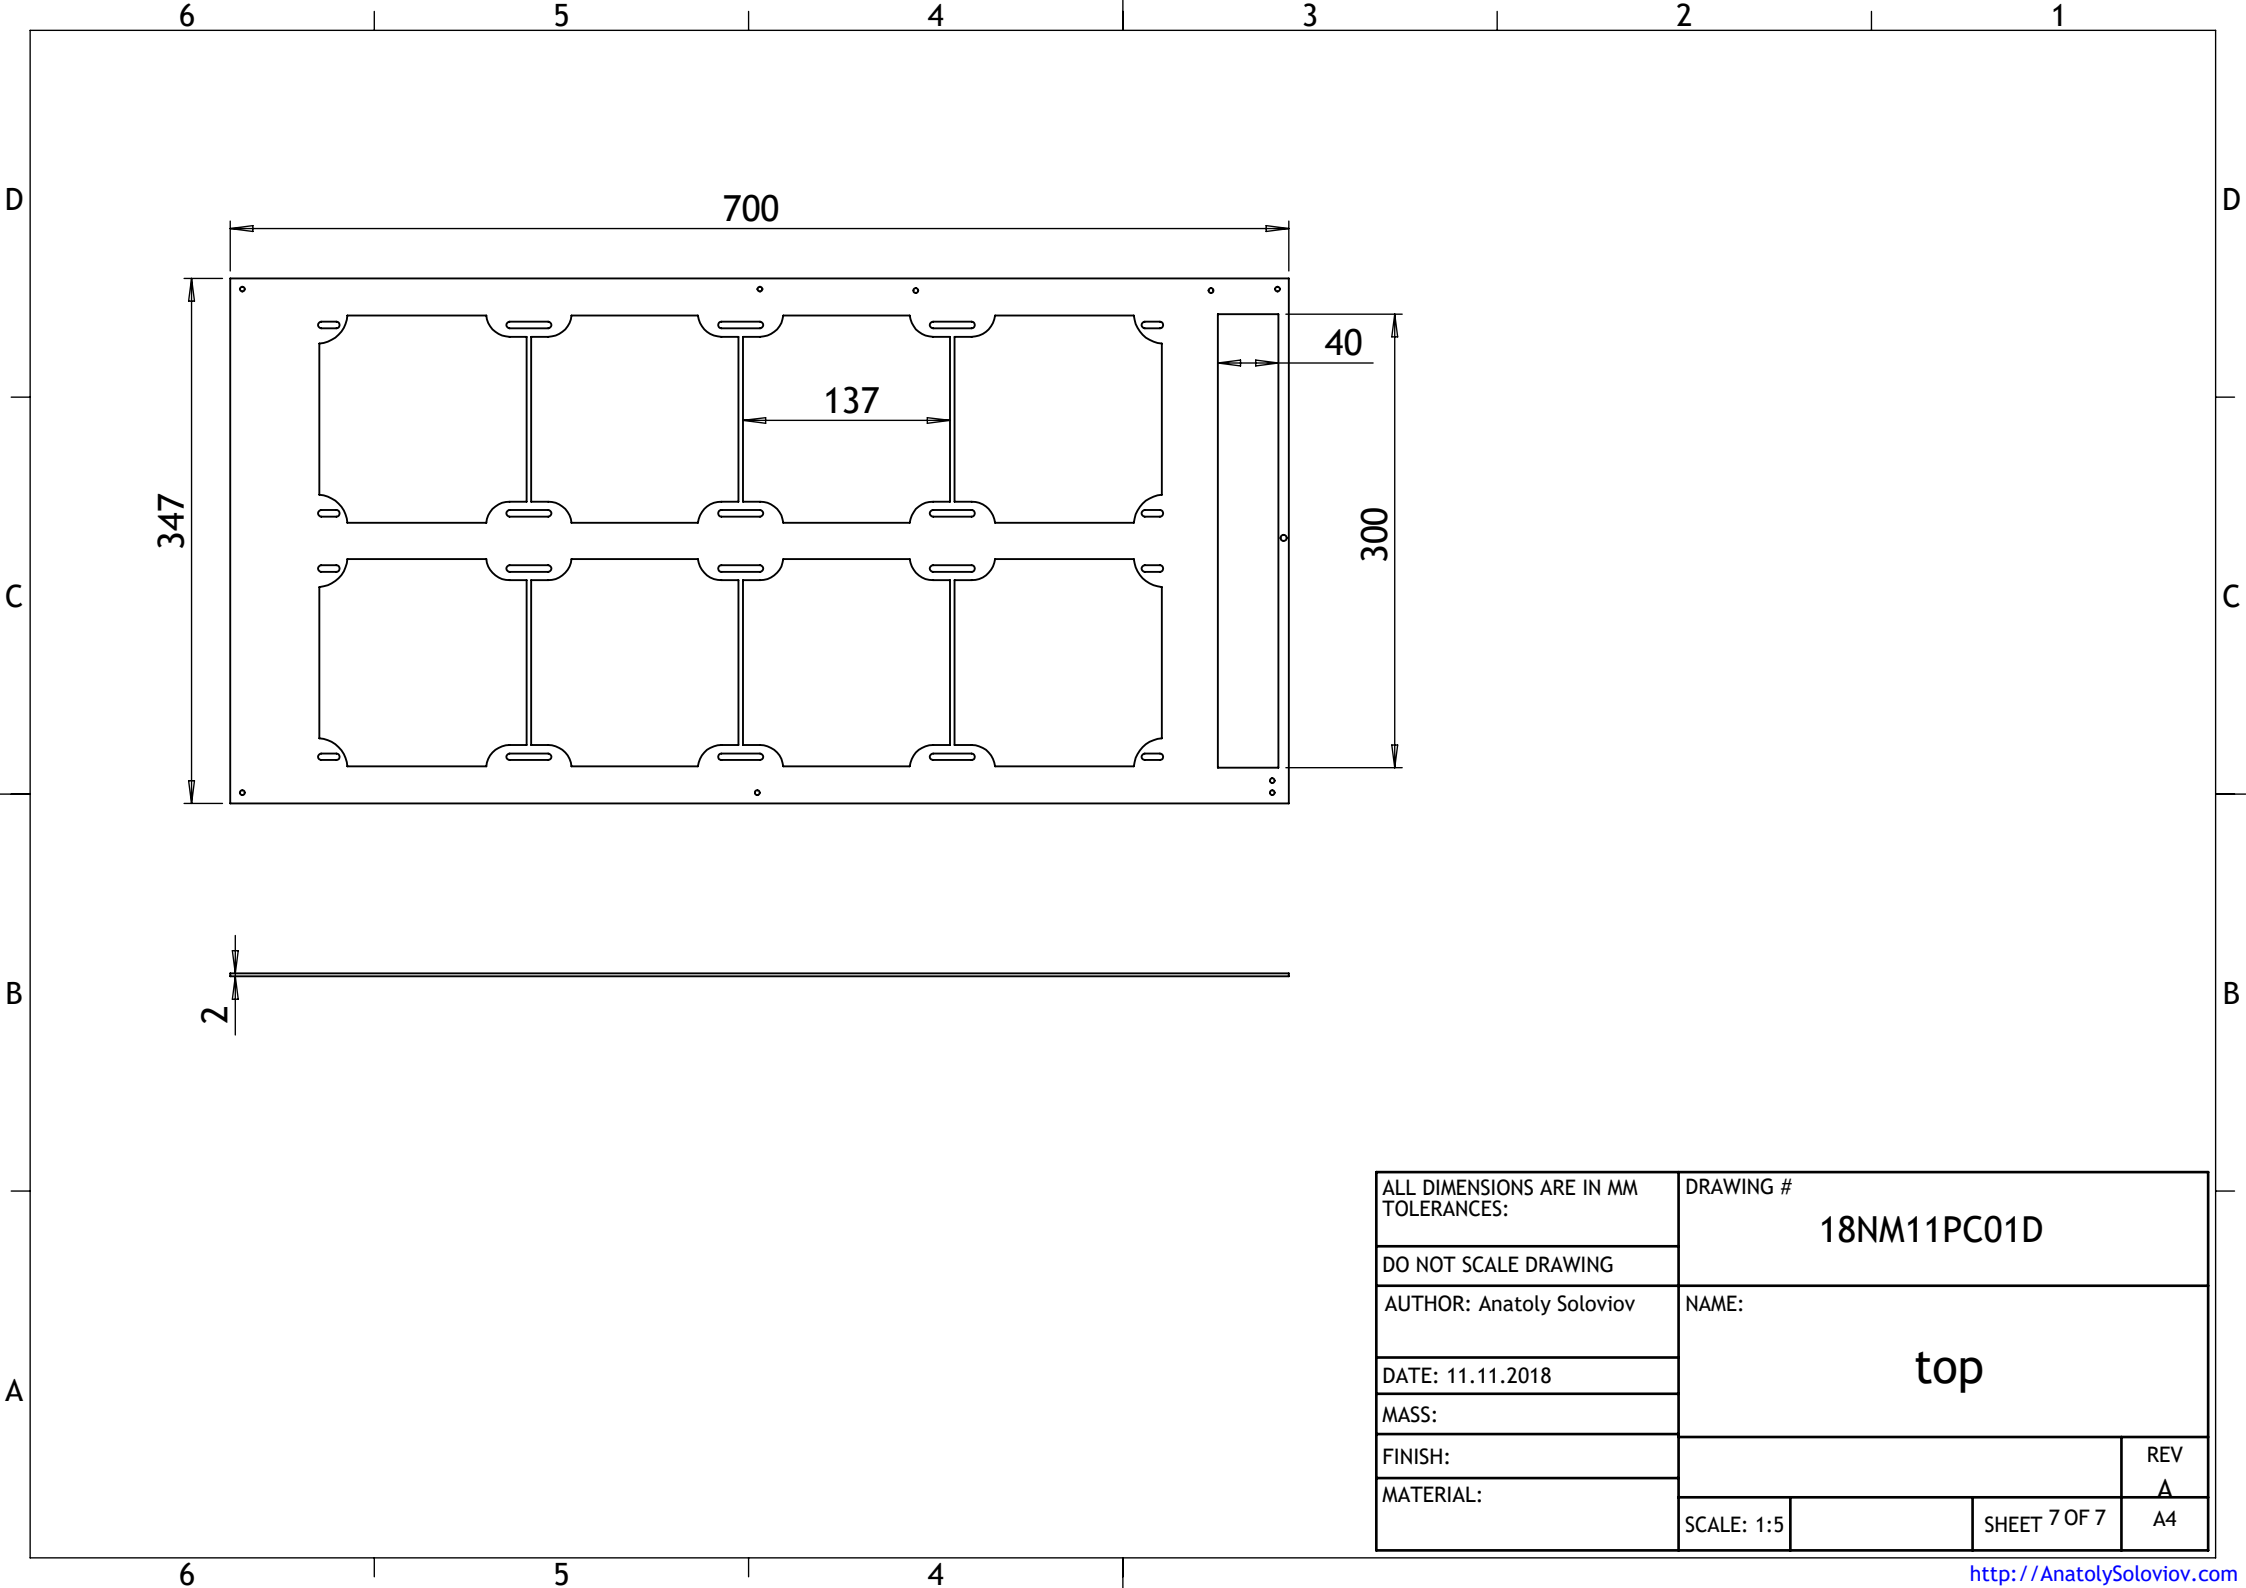 6 5 4 3 2 1
D D
700
40
137
347
300
C C
B B
2
ALL DIMENSIONS ARE IN MM
TOLERANCES:
DRAWING #
18NM11PC01D
DO NOT SCALE DRAWING
AUTHOR: Anatoly Soloviov
NAME:
top
DATE: 11.11.2018
A
MASS:
FINISH:
REV
A
MATERIAL:
SCALE: 1:5
SHEET 7 OF 7
A4
6 5 4
http://AnatolySoloviov.com